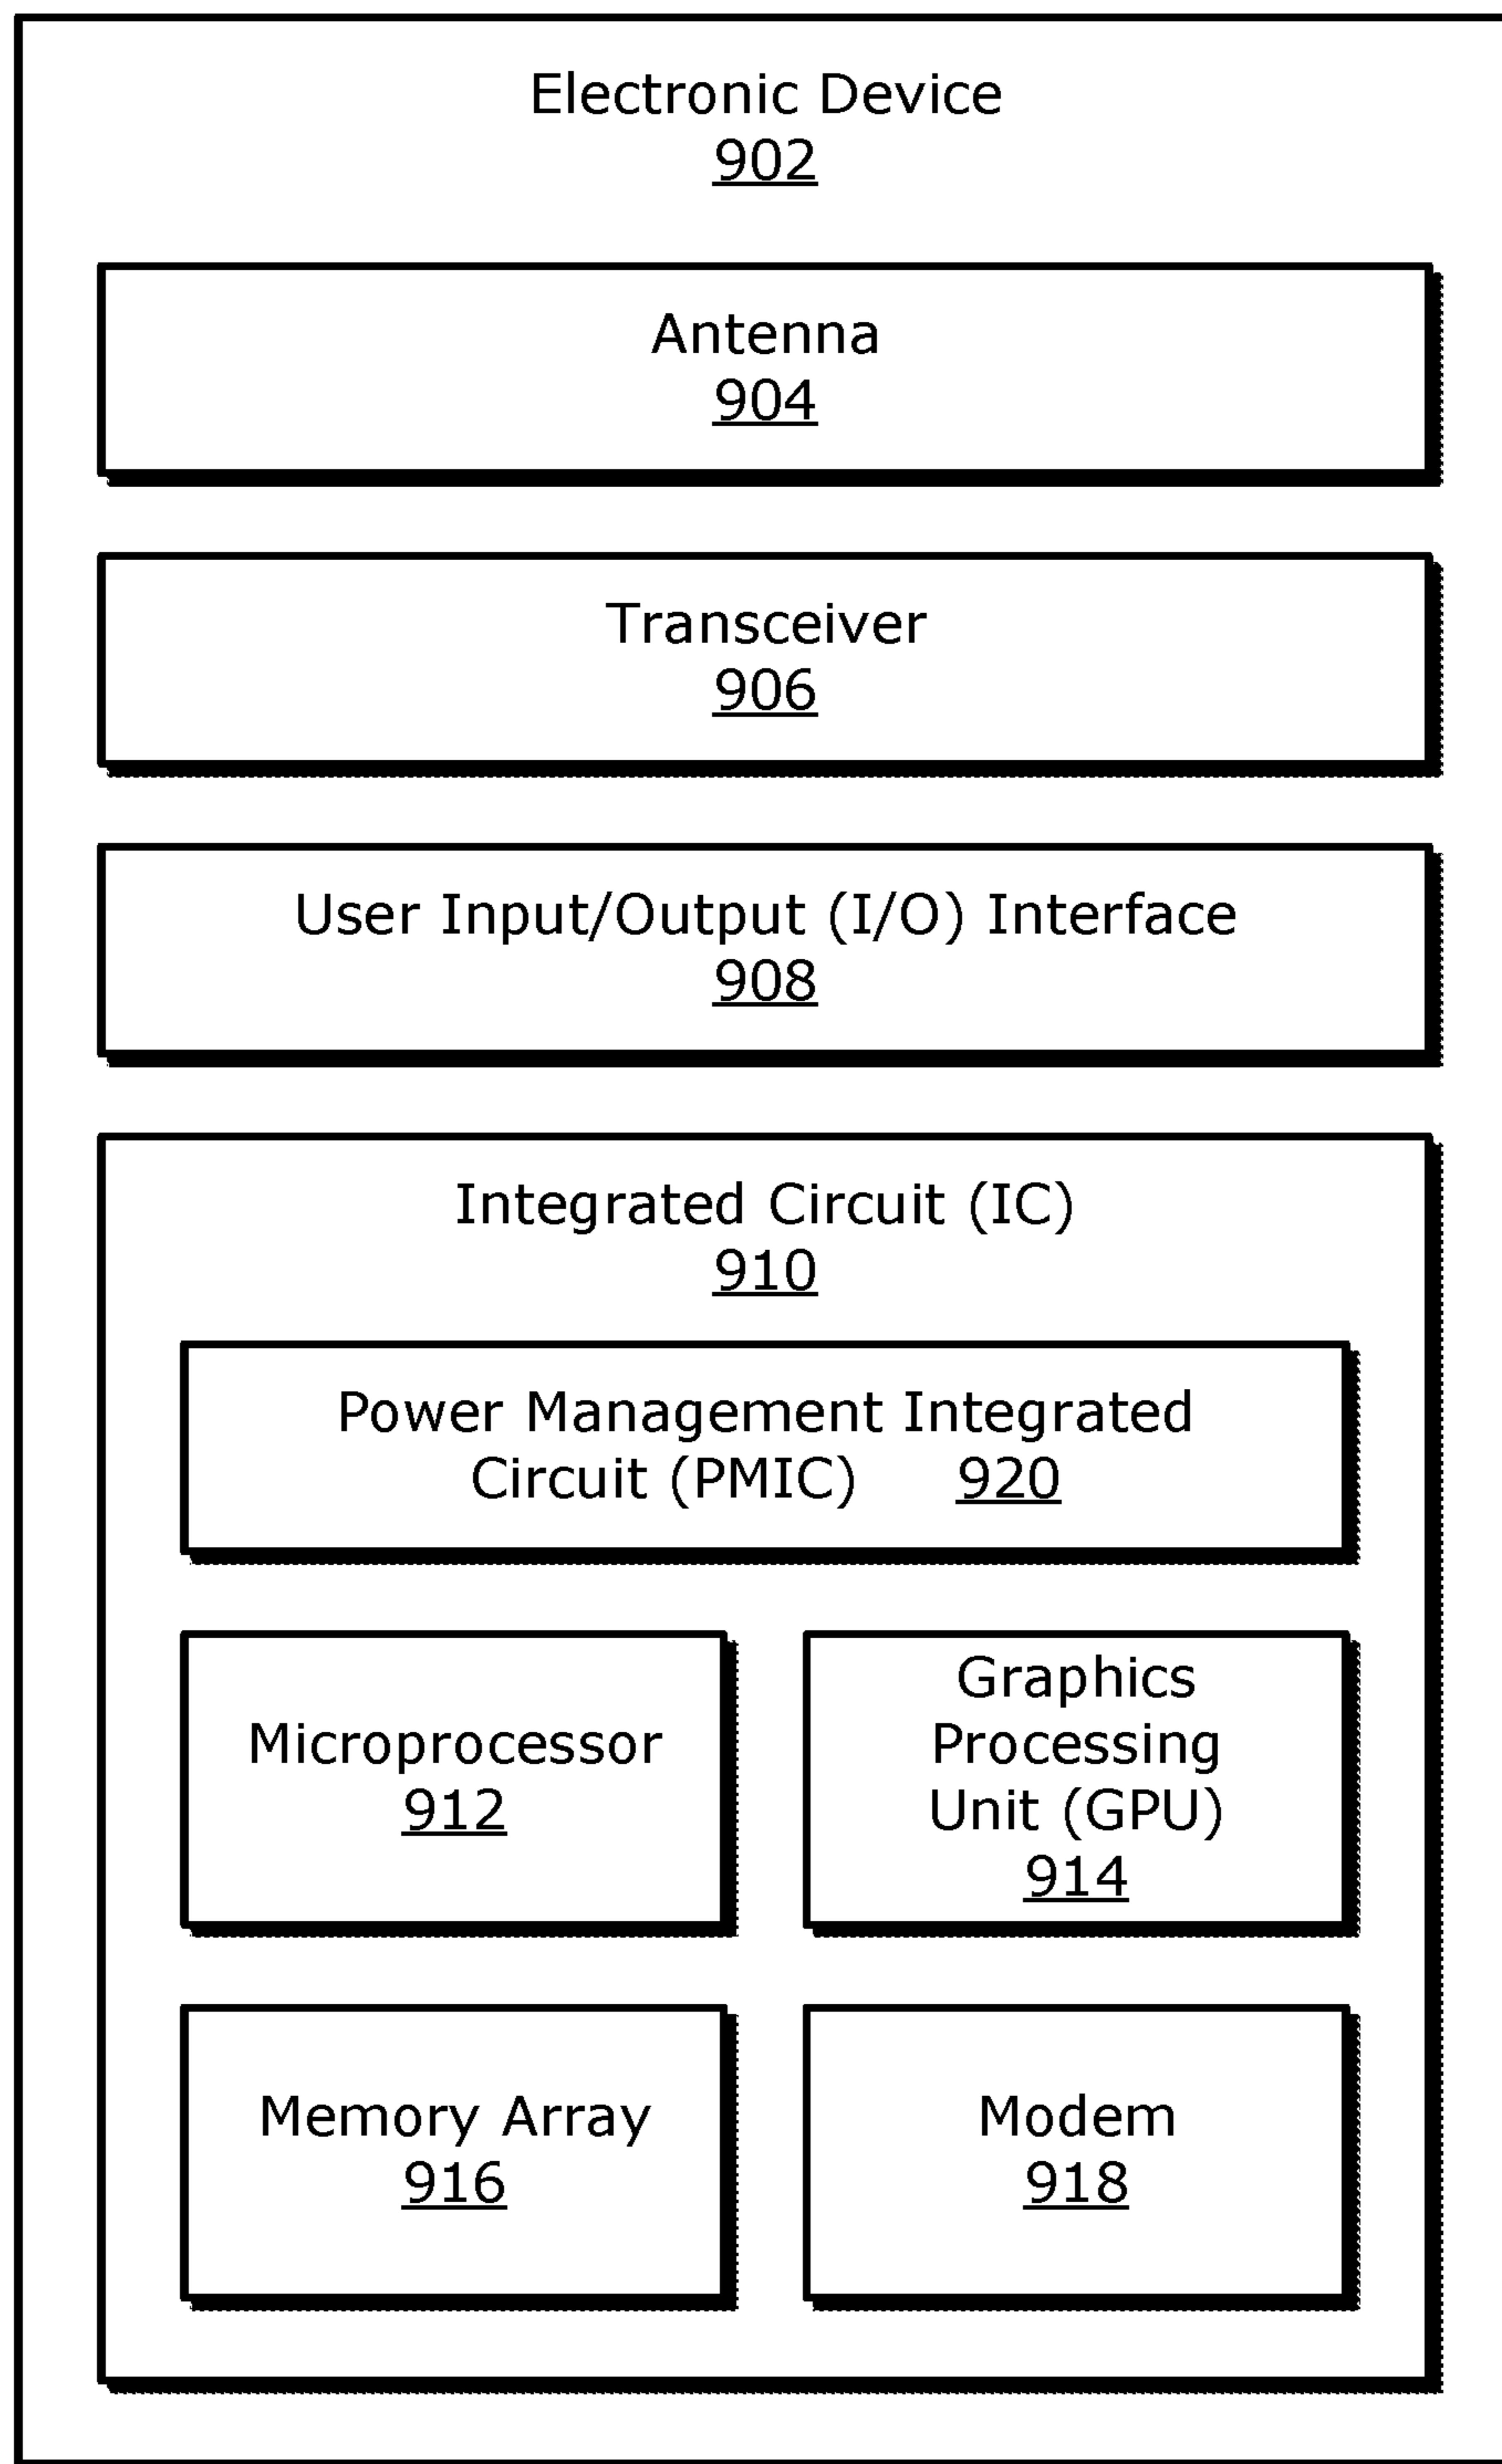 Electronic Device
902
Antenna
904
Transceiver
906
User Input/Output (I/O) Interface
908
Integrated Circuit (IC)
910
Power Management Integrated
Circuit (PMIC) 920
Microprocessor
912
Graphics
Processing
Unit (GPU)
914
Memory Array
916
Modem
918